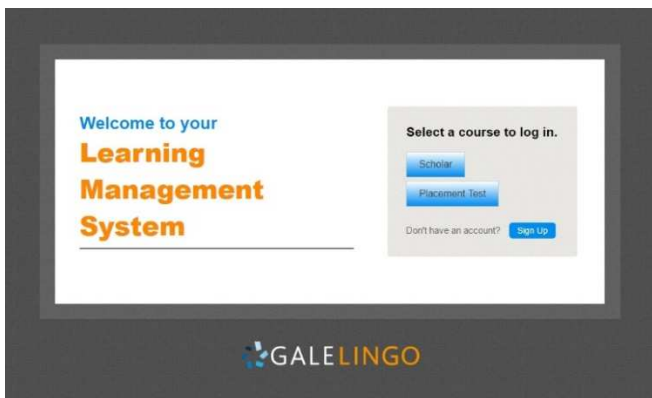 Welcome to your
Learning
Management
System
Select a course to log in.
Scholar
Placement Test
Don't have an account? Sign Up
GALELINGO